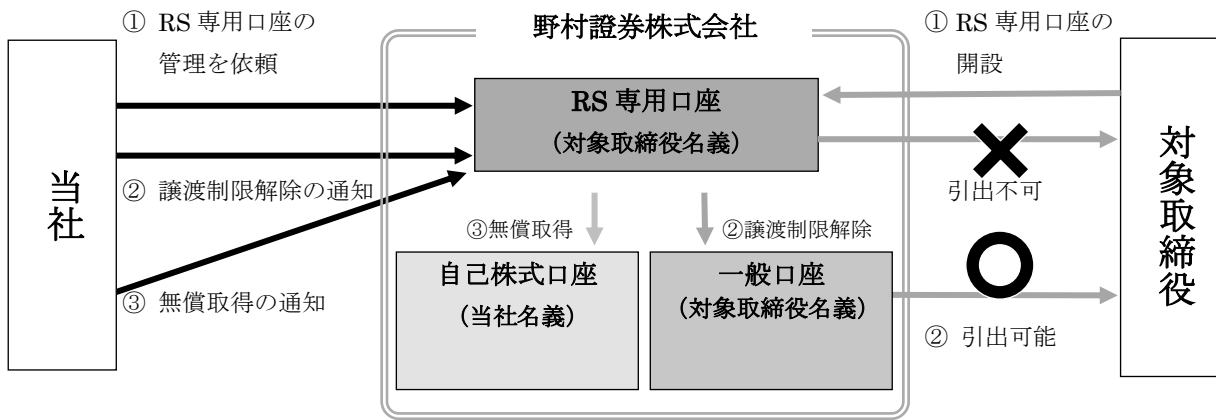 ① RS 専用口座の
管理を依頼
野村證券株式会社
① RS 専用口座の
開設
RS 専用口座
(対象取締役名義)
当社
② 譲渡制限解除の通知
引出不可
対象取締役
③無償取得
②譲渡制限解除
自己株式口座
(当社名義)
一般口座
(対象取締役名義)
③ 無償取得の通知
② 引出可能